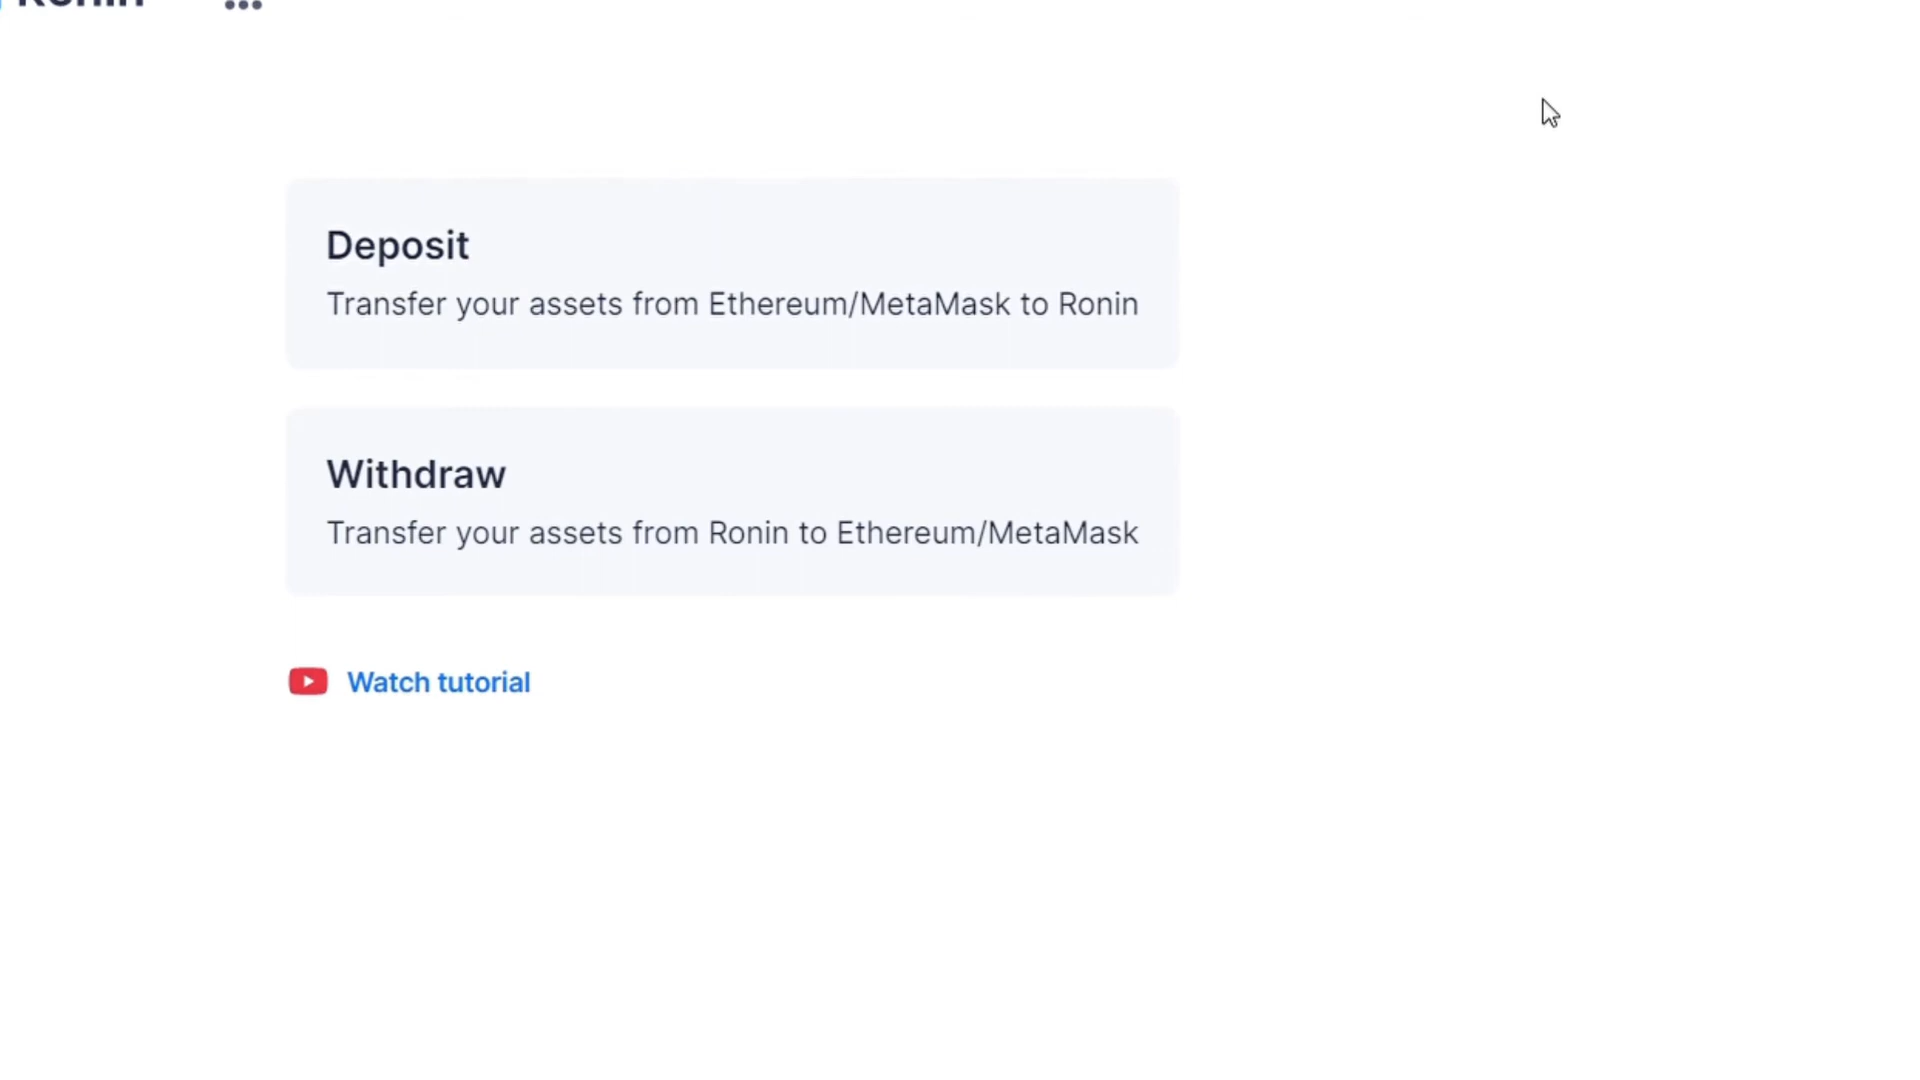 Ronin
Deposit
Transfer your assets from Ethereum/MetaMask to Ronin
Withdraw
Transfer your assets from Ronin to Ethereum/MetaMask
Watch tutorial